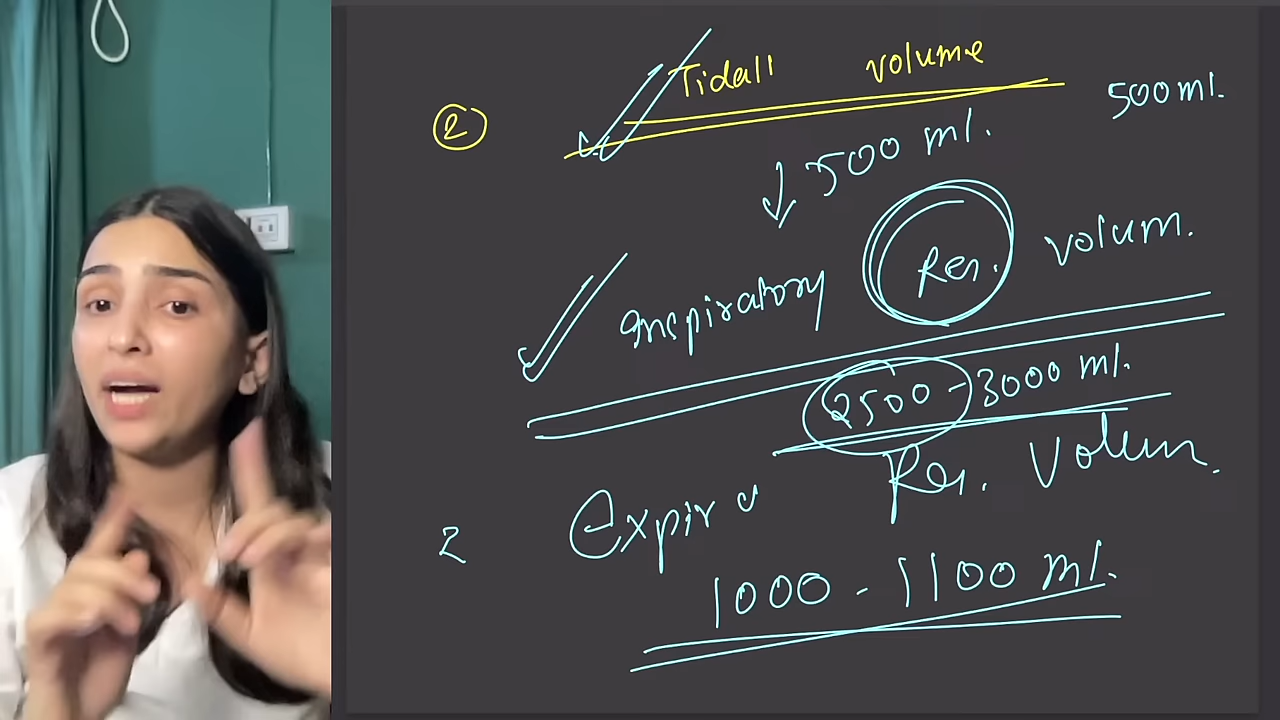 ② Tidall volume
500 ml.
↓ 500 ml.
Inspiratory Res. volum.
2500 - 3000 ml.
Expira Res. Volum.
2
1000 - 1100 ml.